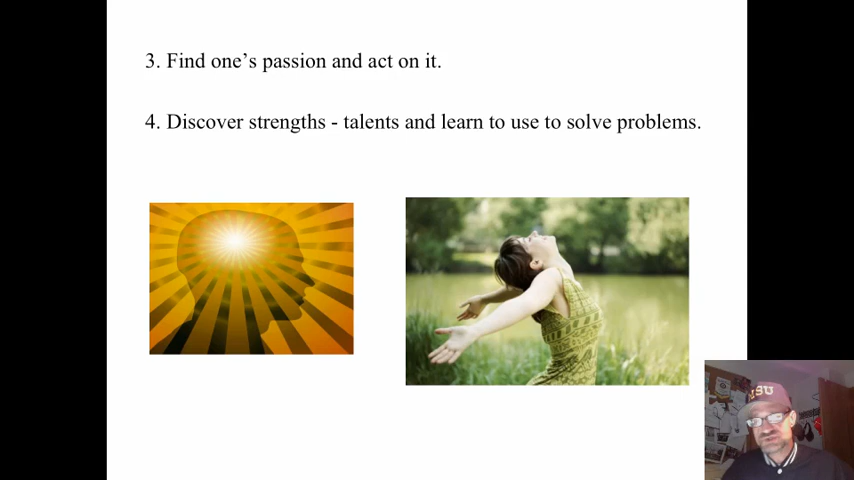 3. Find one’s passion and act on it.
4. Discover strengths - talents and learn to use to solve problems.
SU